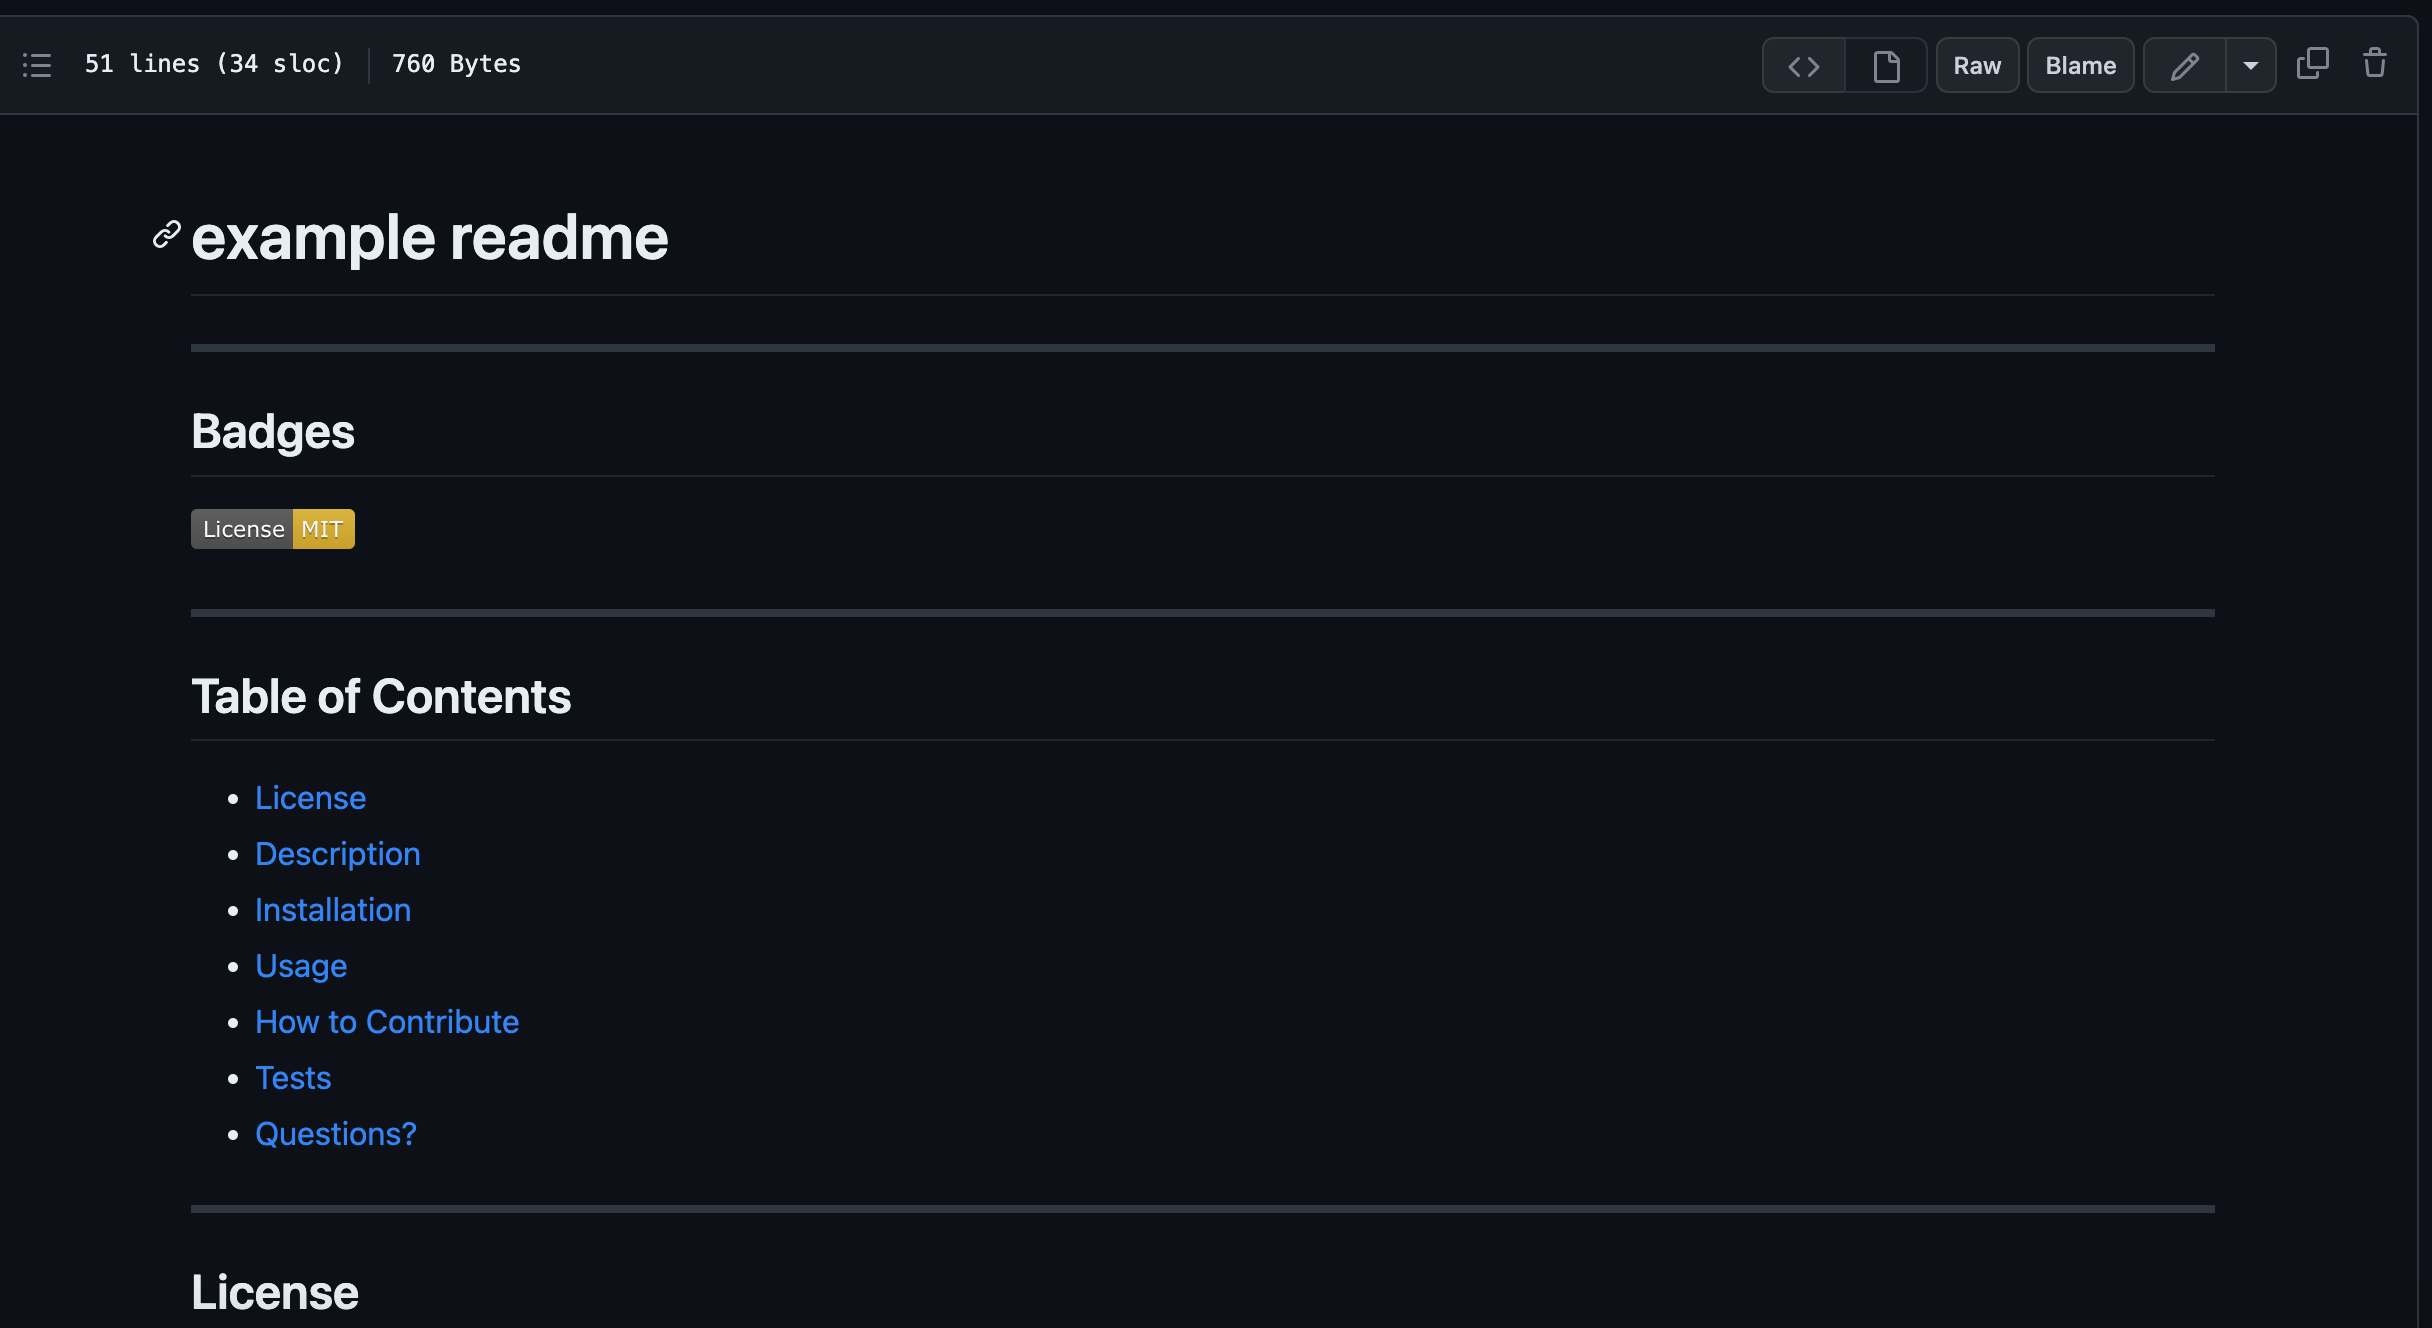 51 lines (34 sloc) 760 Bytes Raw Blame
example readme
Badges
License MIT
Table of Contents
License
Description
Installation
Usage
How to Contribute
Tests
Questions?
License